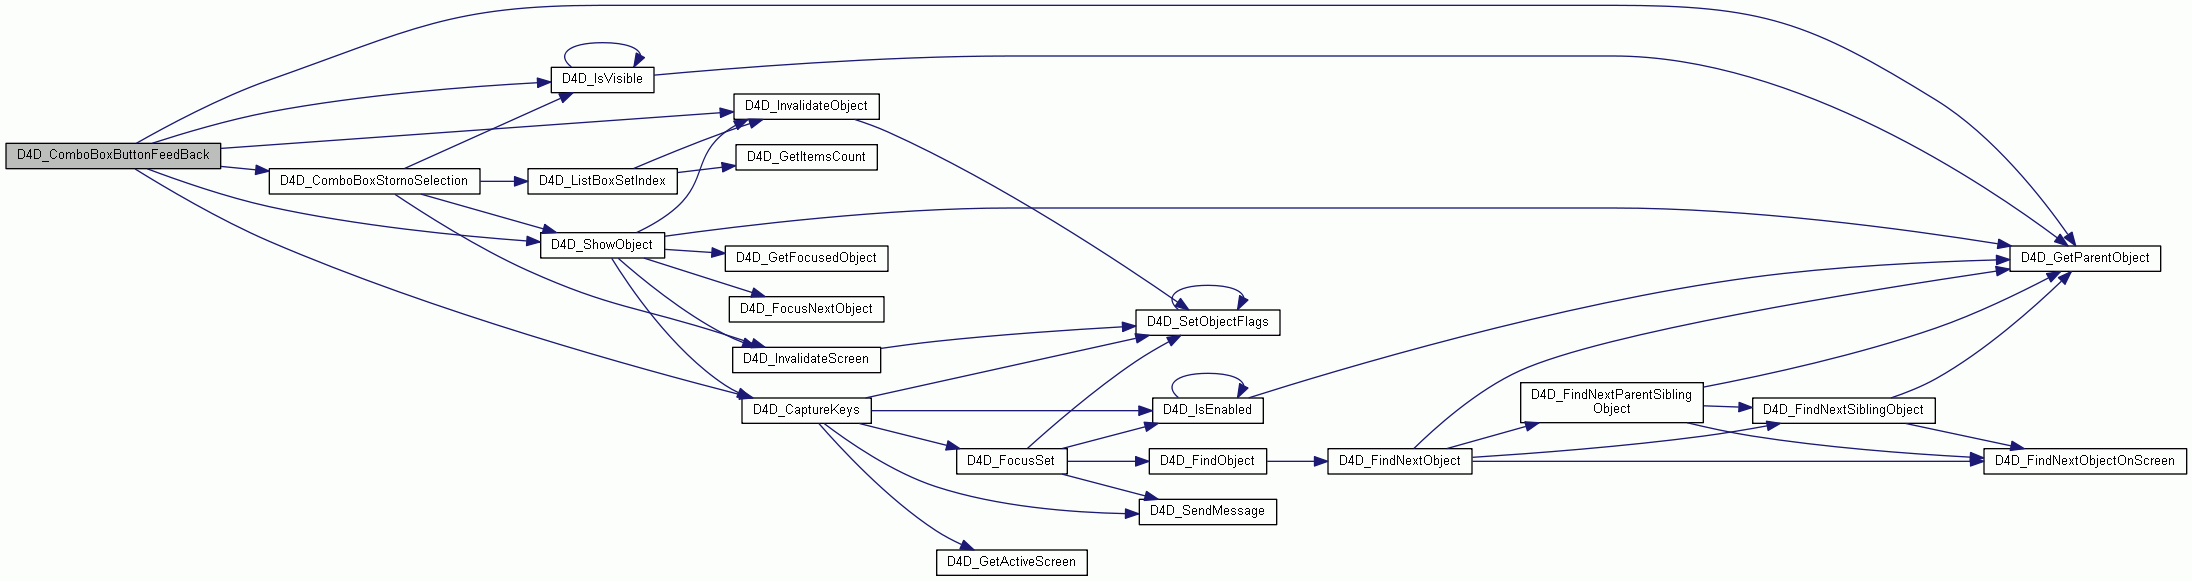 D4D_ComboBoxButtonFeedBack
D4D_IsVisible
D4D_InvalidateObject
D4D_GetItemsCount
D4D_ComboBoxStornoSelection
D4D_ListBoxSetIndex
D4D_ShowObject
D4D_GetFocusedObject
D4D_FocusNextObject
D4D_InvalidateScreen
D4D_CaptureKeys
D4D_SetObjectFlags
D4D_IsEnabled
D4D_FocusSet
D4D_FindObject
D4D_SendMessage
D4D_GetActiveScreen
D4D_FindNextObject
D4D_FindNextParentSibling
Object
D4D_FindNextSiblingObject
D4D_GetParentObject
D4D_FindNextObjectOnScreen